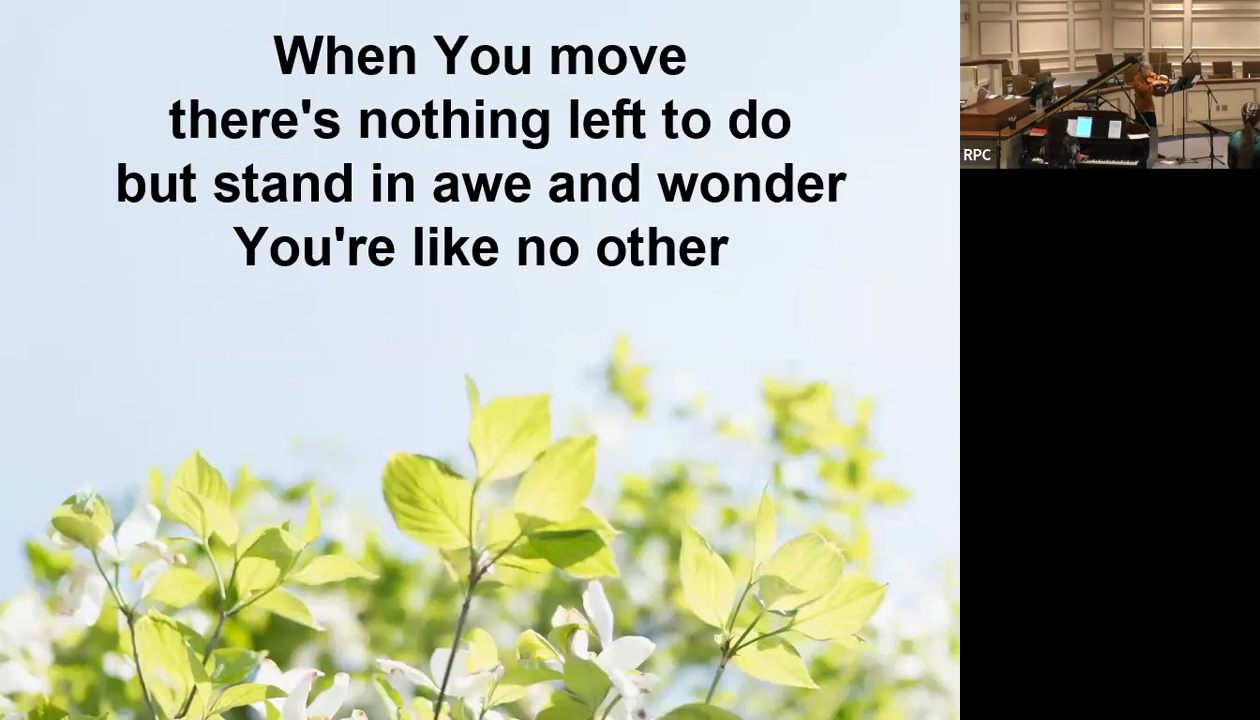 When You move
there's nothing left to do
but stand in awe and wonder
You're like no other
RPC